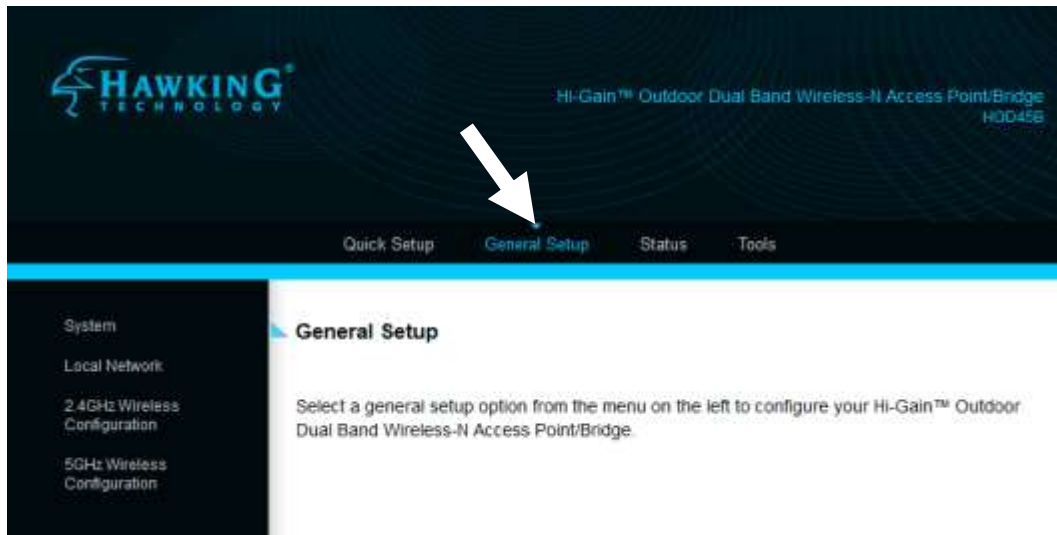 HAWKING
TECHNOLOGY
Hi-Gain™ Outdoor Dual Band Wireless-N Access Point/Bridge
HOD45B
Quick Setup General Setup Status Tools
System
Local Network
2.4GHz Wireless
Configuration
5GHz Wireless
Configuration
General Setup
Select a general setup option from the menu on the left to configure your Hi-Gain™ Outdoor
Dual Band Wireless-N Access Point/Bridge.